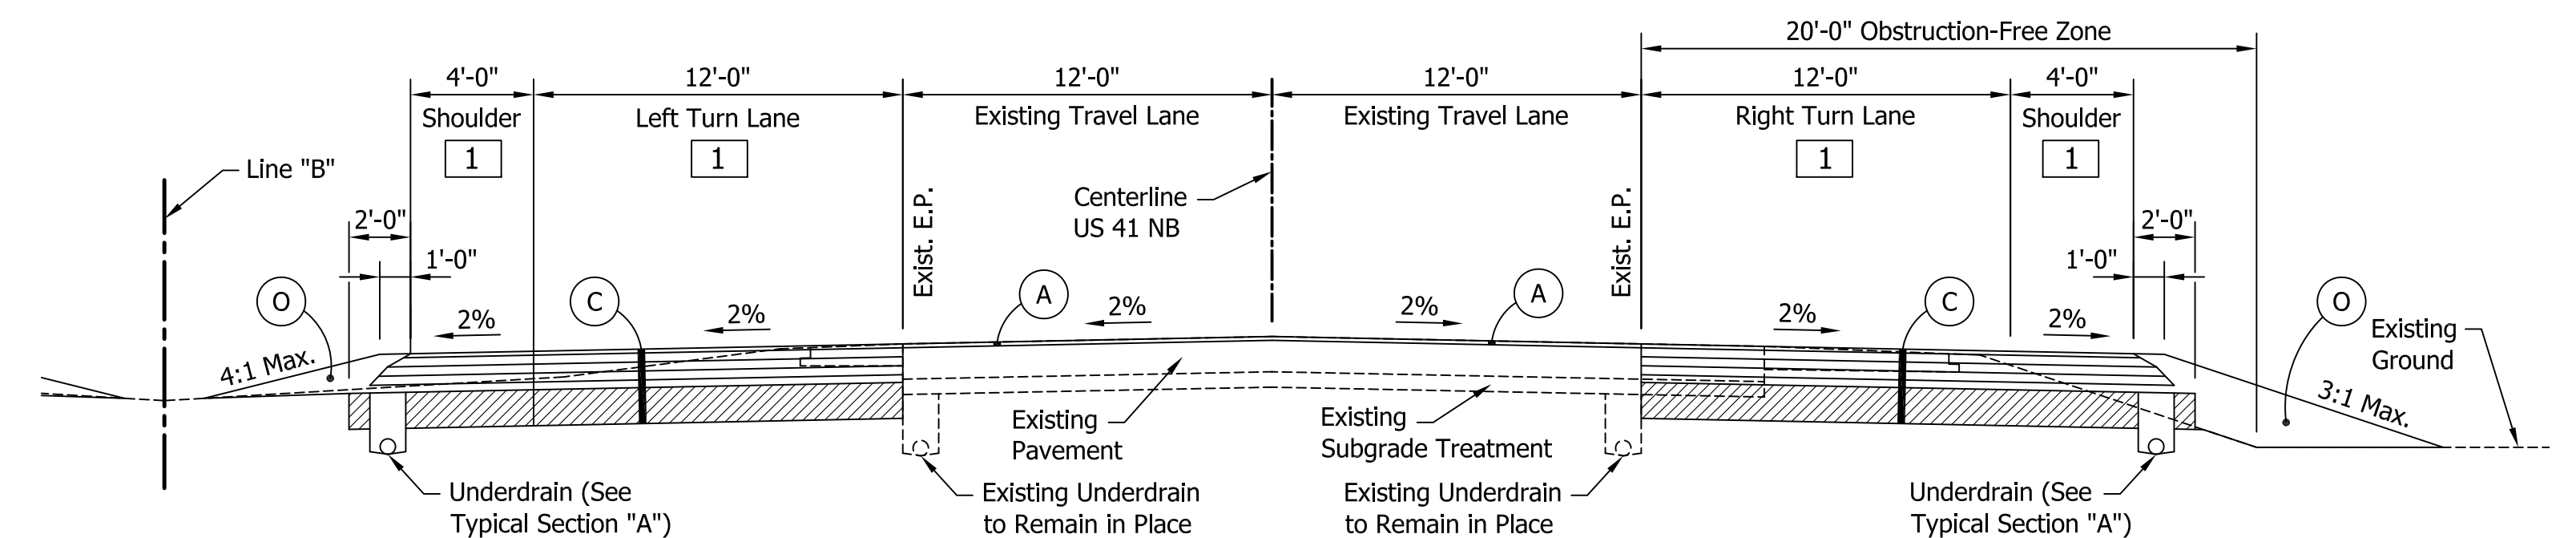 20'-0" Obstruction-Free Zone
4'-0"
12'-0"
12'-0"
12'-0"
12'-0"
4'-0"
Shoulder
Left Turn Lane
Existing Travel Lane
Existing Travel Lane
Right Turn Lane
Shoulder
1
1
1
1
Line "B"
Exist. E.P.
Centerline
US 41 NB
Exist. E.P.
2'-0"
2'-0"
1'-0"
1'-0"
O
C
A
A
C
O
2%
2%
2%
2%
2%
2%
4:1 Max.
Existing
Ground
3:1 Max.
Existing
Pavement
Existing
Subgrade Treatment
Underdrain (See
Typical Section "A")
Existing Underdrain
to Remain in Place
Existing Underdrain
to Remain in Place
Underdrain (See
Typical Section "A")